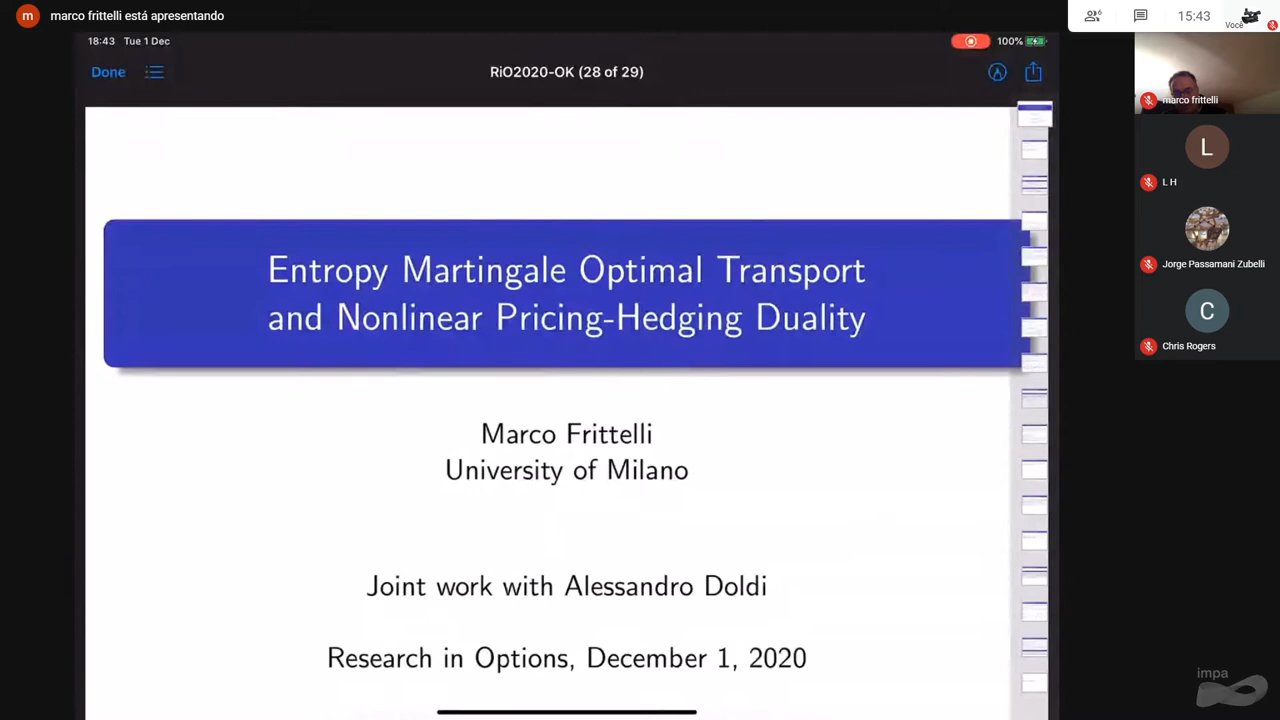 m
marco frittelli está apresentando
6
15:43
Você
18:43 Tue 1 Dec
100%
Done
RiO2020-OK (28 of 29)
marco frittelli
L
L H
Jorge Passamani Zubelli
C
Chris Rogers
Entropy Martingale Optimal Transport
and Nonlinear Pricing-Hedging Duality
Marco Frittelli
University of Milano
Joint work with Alessandro Doldi
Research in Options, December 1, 2020
impa